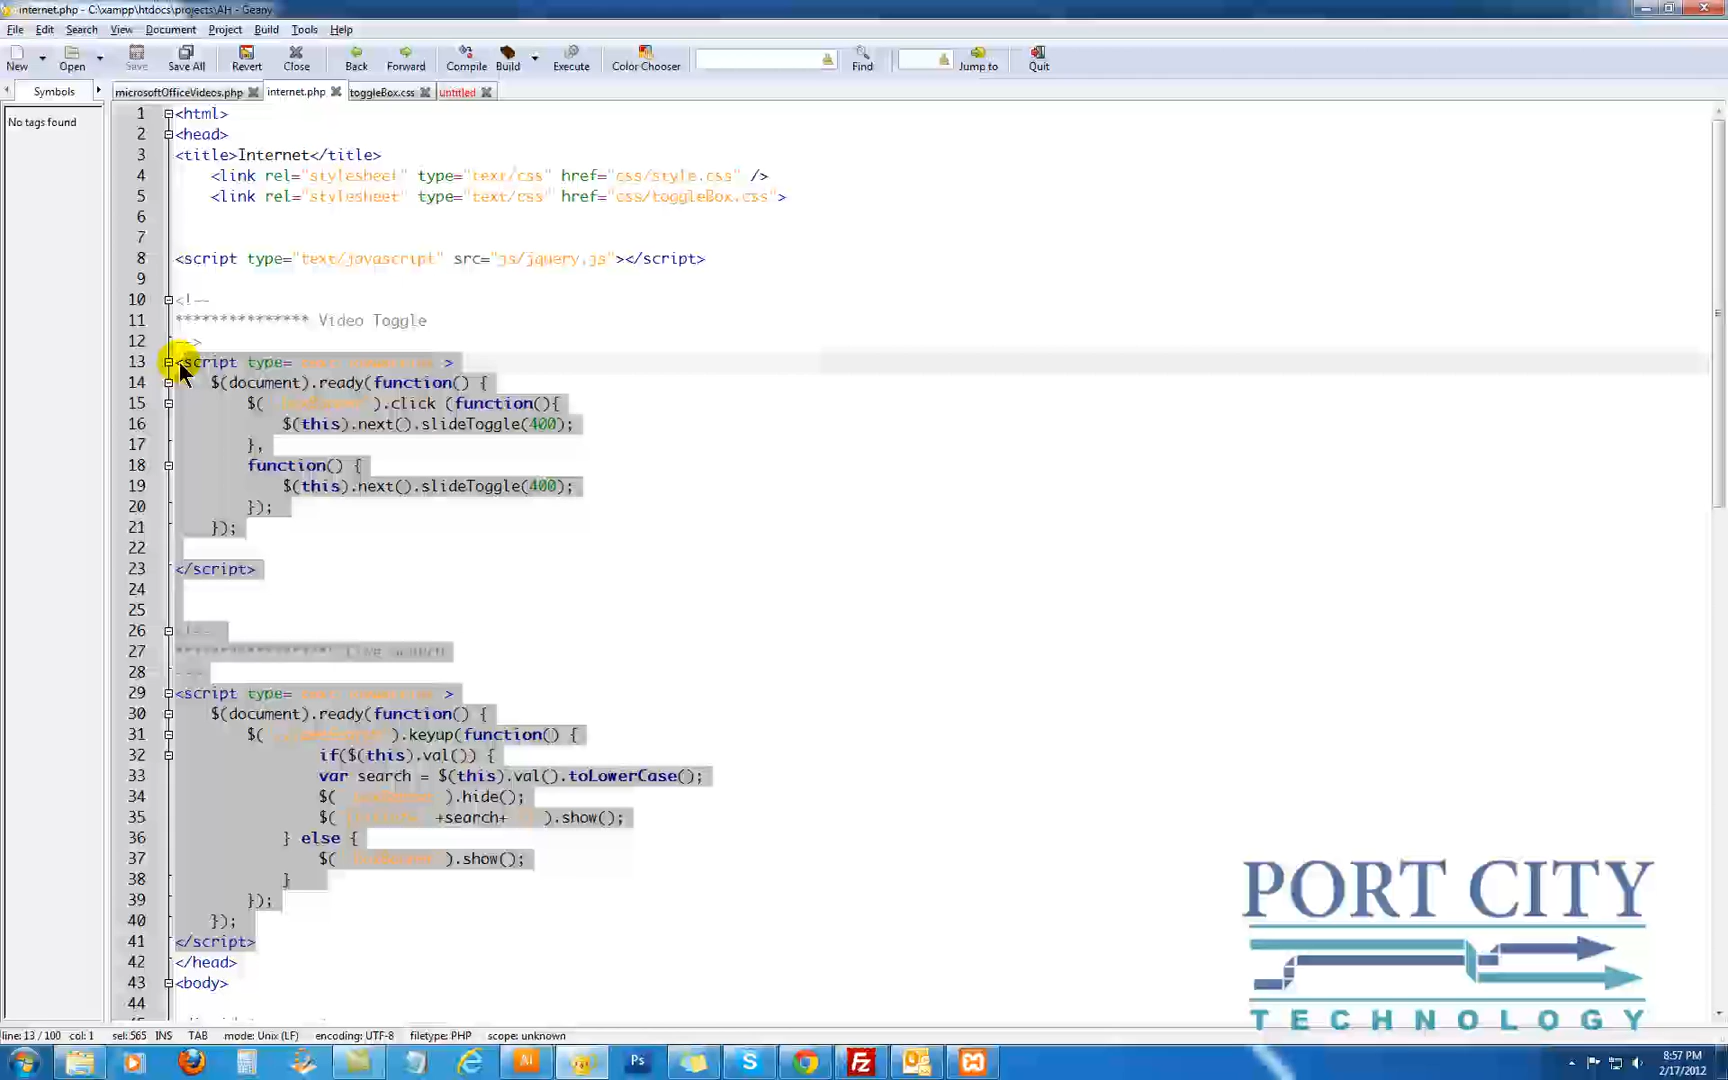 internet.php - C:\xampp\htdocs\projects\AH - Geany
File Edit Search View Document Project Build Tools Help
New Open Save Save All Revert Close Back Forward Compile Build Execute Color Chooser Find Jump to Quit
Symbols microsoftOfficeVideos.php internet.php toggleBox.css untitled
No tags found
1 <html>
2 <head>
3 <title>Internet</title>
4 <link rel="stylesheet" type="text/css" href="css/style.css" />
5 <link rel="stylesheet" type="text/css" href="css/toggleBox.css">
6
7
8 <script type="text/javascript" src="js/jquery.js"></script>
9
10 <!--
11 *************** Video Toggle
12 -->
13 <script type= >
14 $(document).ready(function() {
15 $( ).click (function(){
16 $(this).next().slideToggle(400);
17 },
18 function() {
19 $(this).next().slideToggle(400);
20 });
21 });
22
23 </script>
24
25
26 <!--
27 Live Search
28 -->
29 <script type= >
30 $(document).ready(function() {
31 $( ).keyup(function() {
32 if($(this).val()) {
33 var search = $(this).val().toLowerCase();
34 $( ).hide();
35 $( +search+ ).show();
36 } else {
37 $( ).show();
38 }
39 });
40 });
41 </script>
42 </head>
43 <body>
44
line: 13 / 100 col: 1 sel: 565 INS TAB mode: Unix (LF) encoding: UTF-8 filetype: PHP scope: unknown
PORT CITY
TECHNOLOGY
Ai Ps S FZ
8:57 PM
2/17/2012